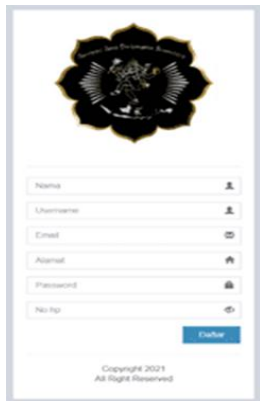 Nama
Username
Email
Alamat
Password
No hp
Daftar
Copyright 2021
All Right Reserved